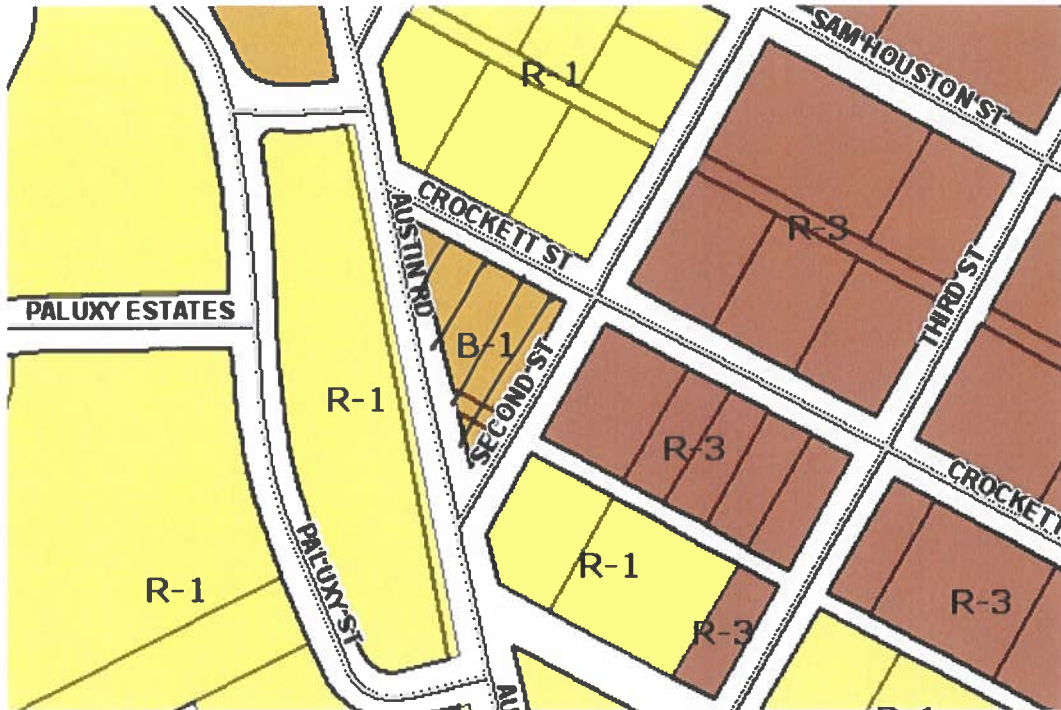 SAM HOUSTON ST
R-1
CROCKETT ST
AUSTIN RD
R-3
THIRD ST
PALUXY ESTATES
B-1
SECOND ST
R-1
R-3
CROCKETT
PALUXY ST
R-1
R-1
R-3
R-3
AU